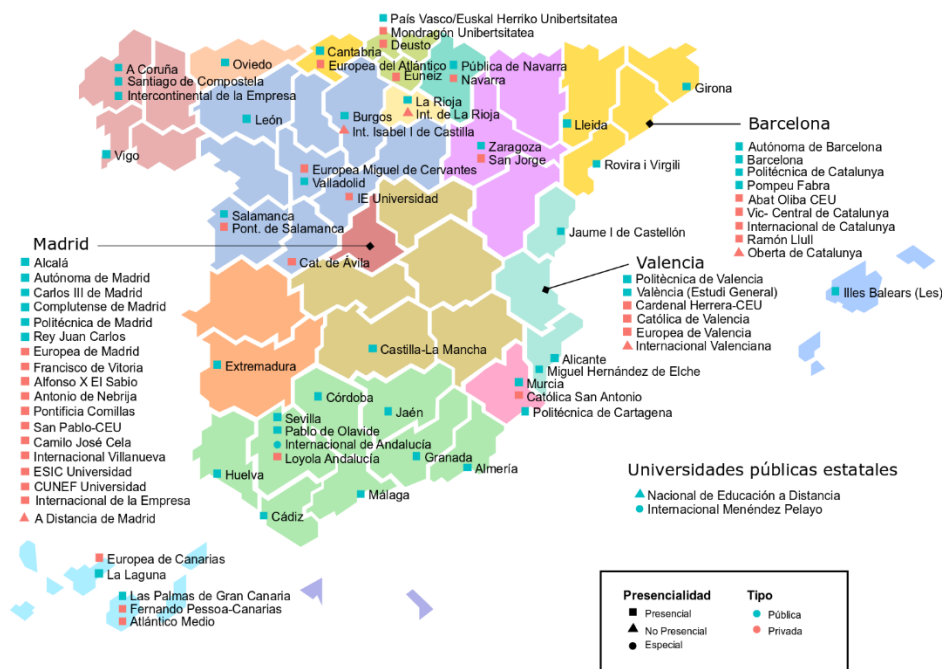 País Vasco/Euskal Herriko Unibertsitatea
Mondragón Unibertsitatea
Deusto
Cantabria
Europea del Atlántico
Euneiz
Pública de Navarra
Navarra
A Coruña
Santiago de Compostela
Intercontinental de la Empresa
Oviedo
Vigo
León
Burgos
Int. Isabel I de Castilla
La Rioja
Int. de La Rioja
Zaragoza
San Jorge
Lleida
Girona
Rovira i Virgili
Europea Miguel de Cervantes
Valladolid
IE Universidad
Salamanca
Pont. de Salamanca
Cat. de Ávila
Barcelona
Autónoma de Barcelona
Barcelona
Politécnica de Catalunya
Pompeu Fabra
Abat Oliba CEU
Vic- Central de Catalunya
Internacional de Catalunya
Ramón Llull
Oberta de Catalunya
Madrid
Alcalá
Autónoma de Madrid
Carlos III de Madrid
Complutense de Madrid
Politécnica de Madrid
Rey Juan Carlos
Europea de Madrid
Francisco de Vitoria
Alfonso X El Sabio
Antonio de Nebrija
Pontificia Comillas
San Pablo-CEU
Camilo José Cela
Internacional Villanueva
ESIC Universidad
CUNEF Universidad
Internacional de la Empresa
A Distancia de Madrid
Jaume I de Castellón
Valencia
Politècnica de Valencia
València (Estudi General)
Cardenal Herrera-CEU
Católica de Valencia
Europea de Valencia
Internacional Valenciana
Illes Balears (Les)
Extremadura
Castilla-La Mancha
Alicante
Miguel Hernández de Elche
Murcia
Católica San Antonio
Politécnica de Cartagena
Córdoba
Jaén
Sevilla
Pablo de Olavide
Internacional de Andalucía
Loyola Andalucía
Granada
Almería
Huelva
Málaga
Cádiz
Universidades públicas estatales
Nacional de Educación a Distancia
Internacional Menéndez Pelayo
Europea de Canarias
La Laguna
Las Palmas de Gran Canaria
Fernando Pessoa-Canarias
Atlántico Medio
Presencialidad
Presencial
No Presencial
Especial
Tipo
Pública
Privada